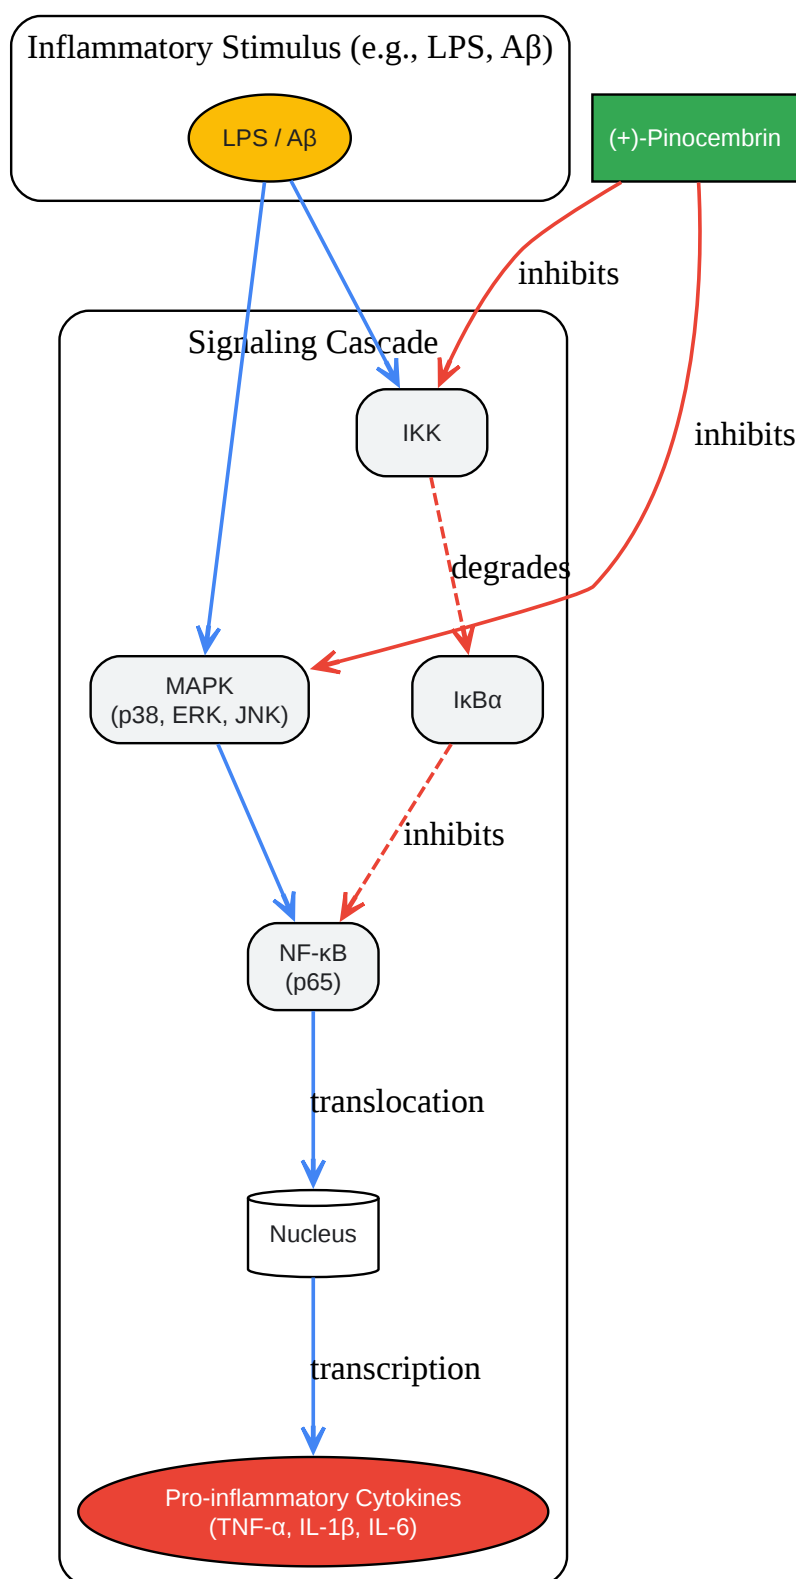 Inflammatory Stimulus (e.g., LPS, Aβ)
LPS / Aβ
(+)-Pinocembrin
inhibits
Signaling Cascade
IKK
inhibits
degrades
MAPK
(p38, ERK, JNK)
IκBα
inhibits
NF-κB
(p65)
translocation
Nucleus
transcription
Pro-inflammatory Cytokines
(TNF-α, IL-1β, IL-6)